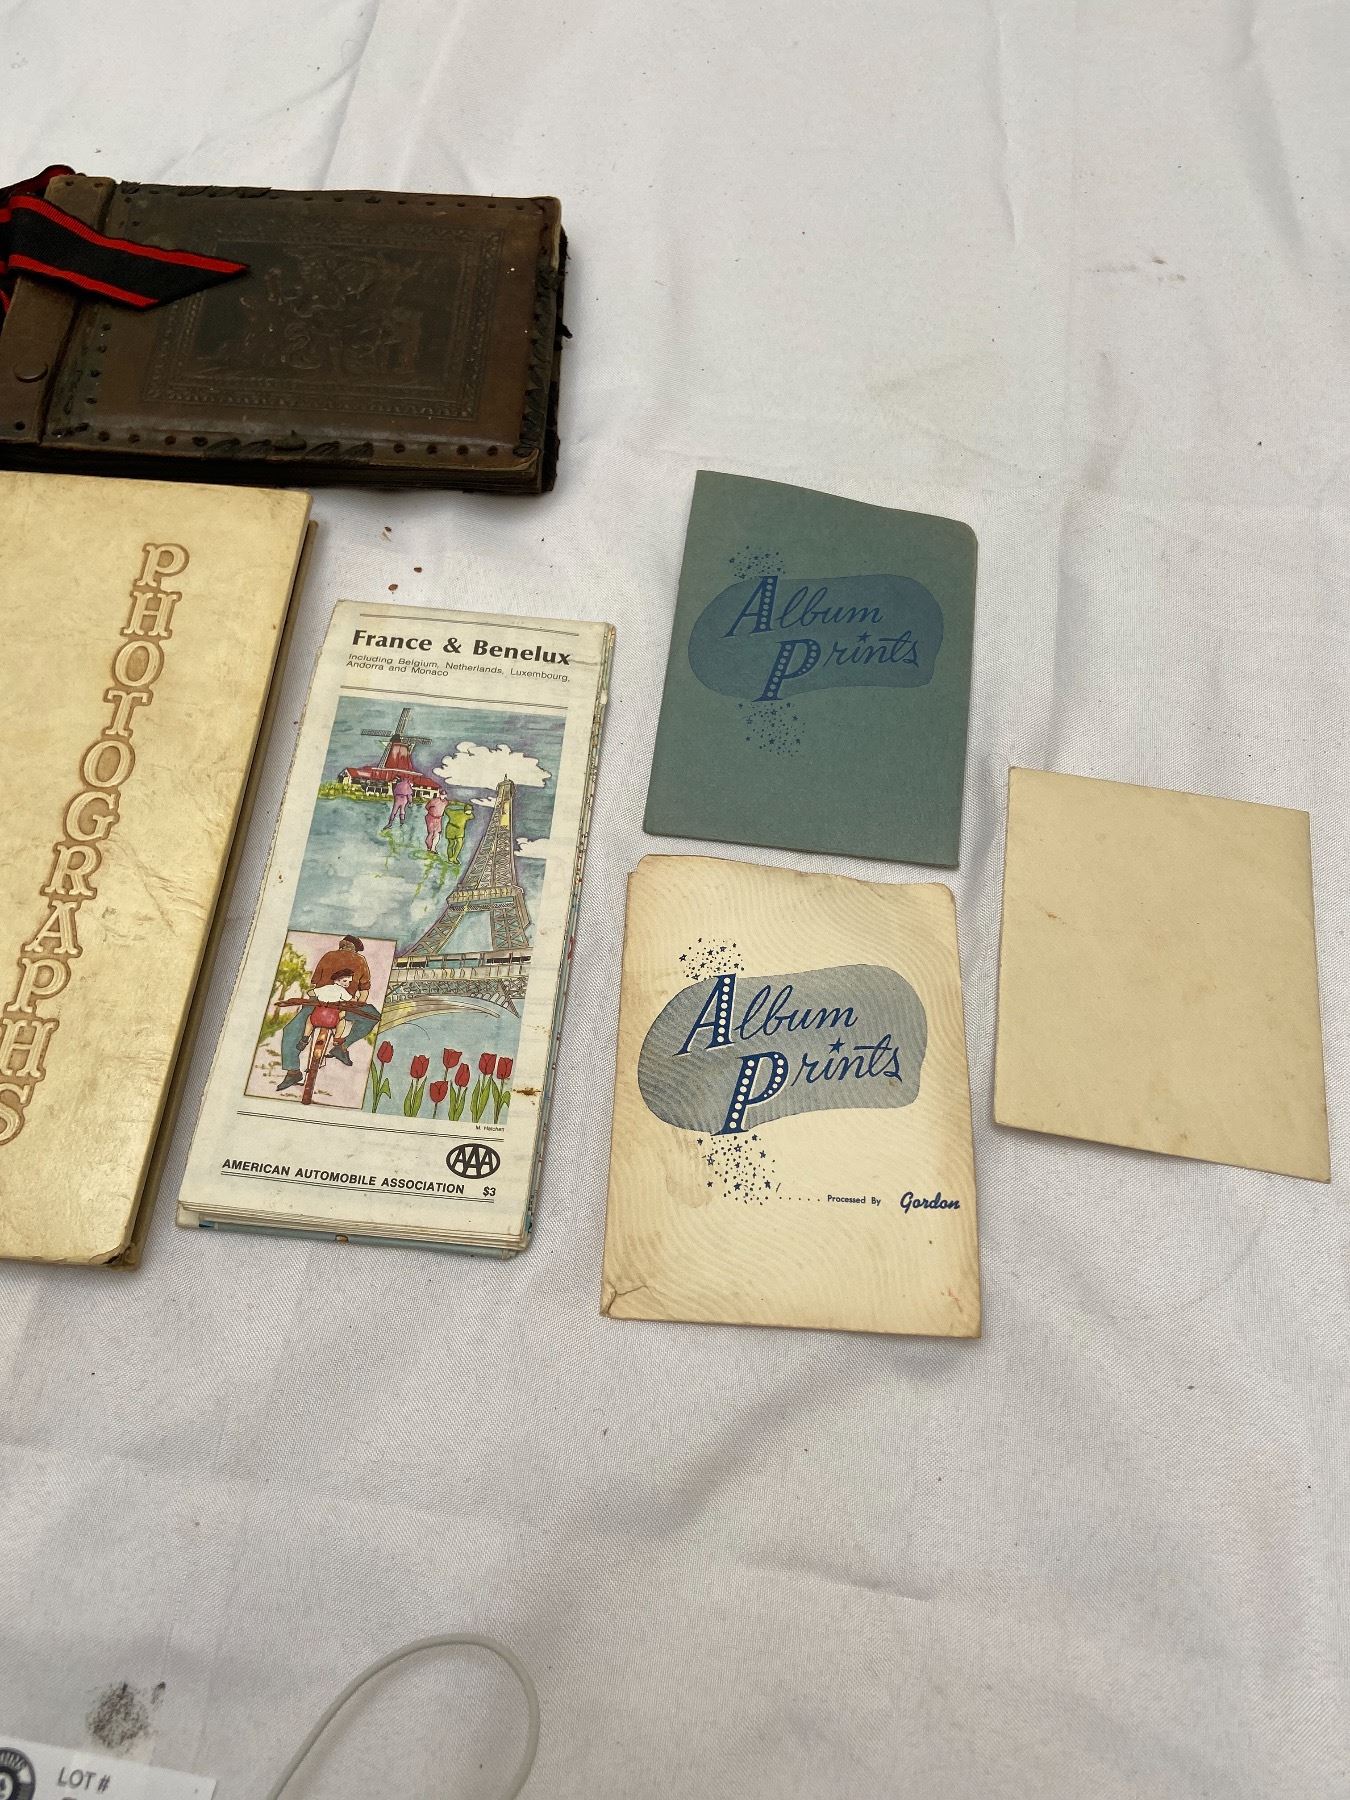 PHOTOGRAPHS
France & Benelux
Including Belgium, Netherlands, Luxembourg,
Andorra and Monaco
M. Hatchett
AAA
AMERICAN AUTOMOBILE ASSOCIATION $3
Album
Prints
Album
Prints
Processed By Gordon
LOT #